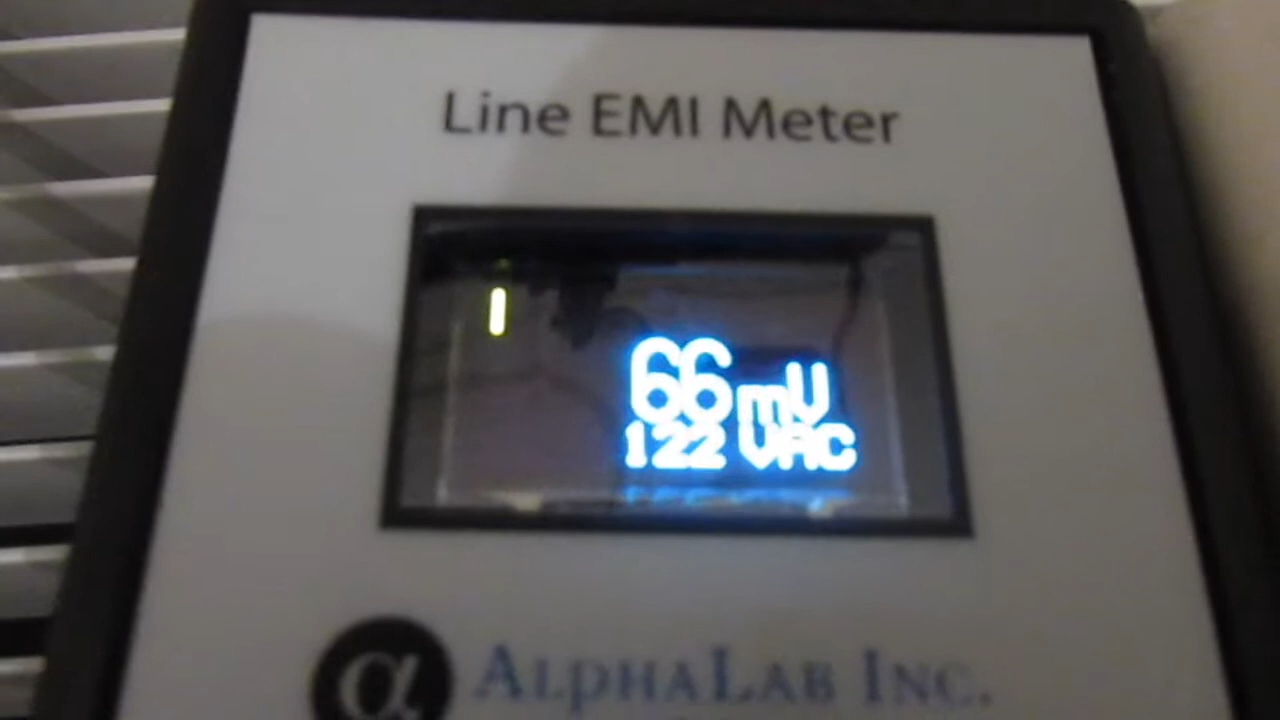 Line EMI Meter
66 mV
122 VAC
α ALPHALAB INC.